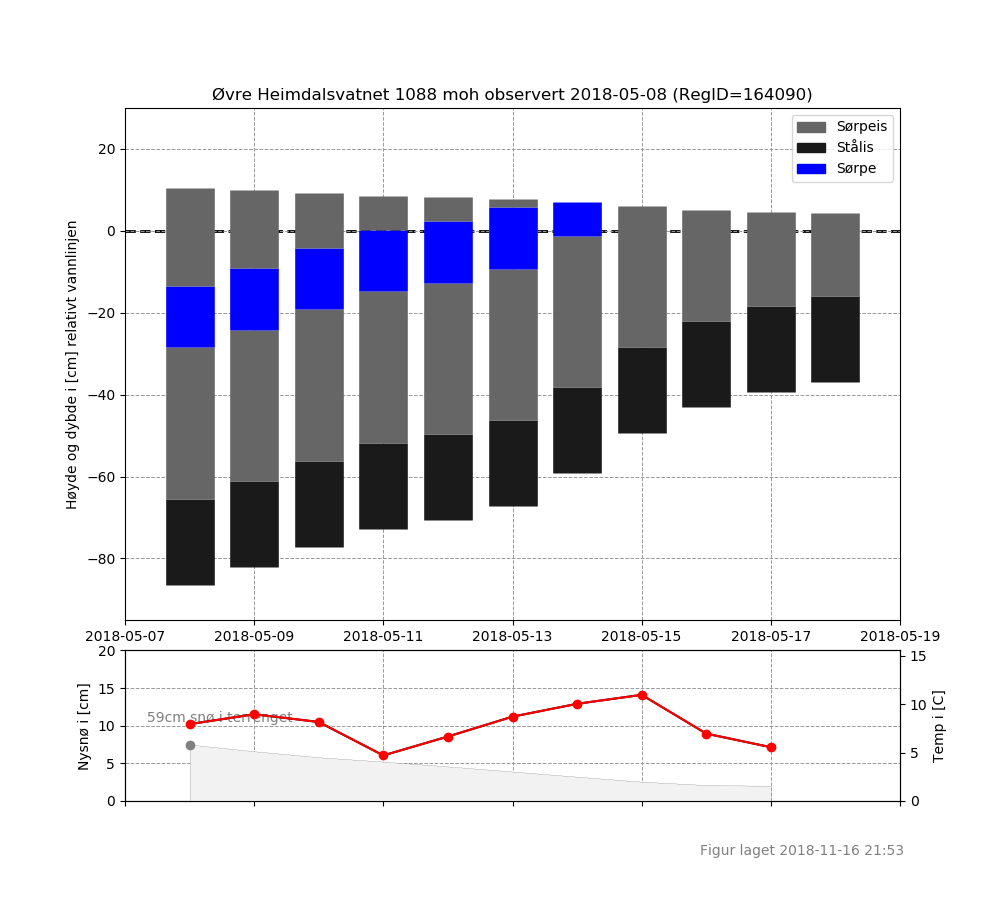 Øvre Heimdalsvatnet 1088 moh observert 2018-05-08 (RegID=164090)
Sørpeis
Stålis
Sørpe
Høyde og dybde i [cm] relativt vannlinjen
20
0
−20
−40
−60
−80
2018-05-07 2018-05-09 2018-05-11 2018-05-13 2018-05-15 2018-05-17 2018-05-19
Nysnø i [cm]
20
15
10
5
0
59cm snø i terrenget
15
10
5
0
Temp i [C]
Figur laget 2018-11-16 21:53